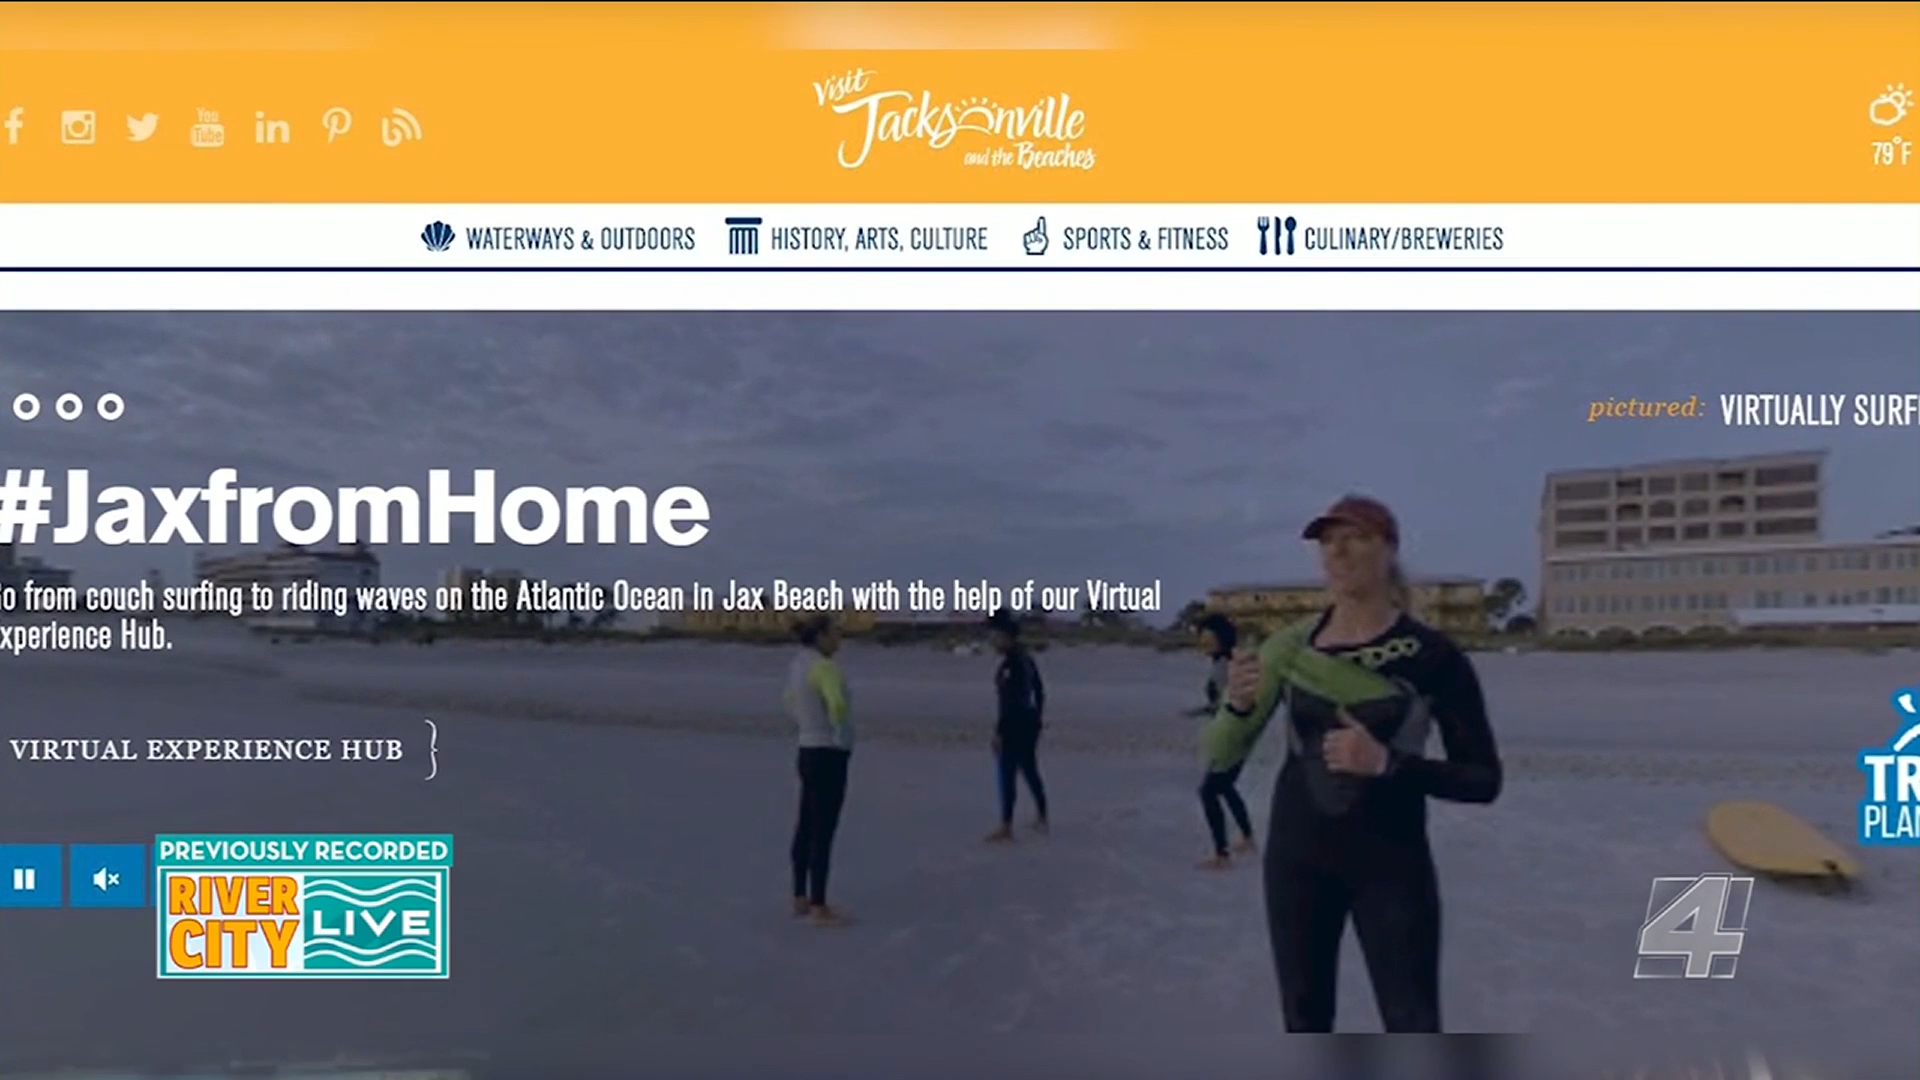 Visit
Jacksonville
and the Beaches
You
Tube
79°F
WATERWAYS & OUTDOORS
HISTORY, ARTS, CULTURE
SPORTS & FITNESS
CULINARY/BREWERIES
pictured: VIRTUALLY SURF
#JaxfromHome
o from couch surfing to riding waves on the Atlantic Ocean in Jax Beach with the help of our Virtual
xperience Hub.
VIRTUAL EXPERIENCE HUB }
TR
PLA
PREVIOUSLY RECORDED
RIVER
CITY
LIVE
4